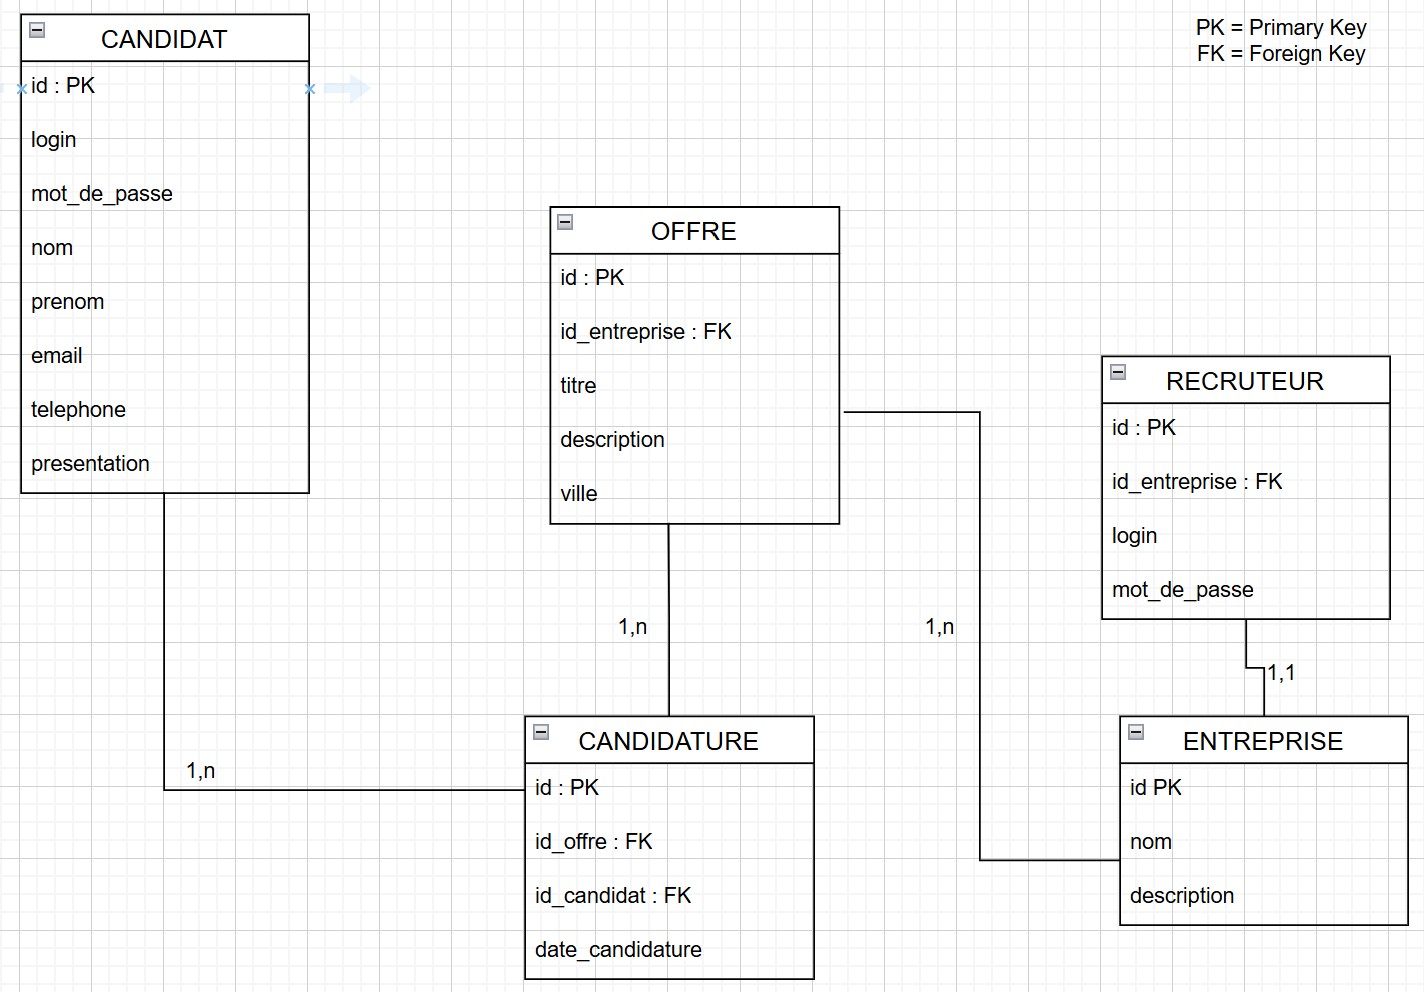 PK = Primary Key
FK = Foreign Key
CANDIDAT
id : PK
login
mot_de_passe
nom
prenom
email
telephone
presentation
OFFRE
id : PK
id_entreprise : FK
titre
description
ville
RECRUTEUR
id : PK
id_entreprise : FK
login
mot_de_passe
1,n
1,n
1,1
1,n
CANDIDATURE
id : PK
id_offre : FK
id_candidat : FK
date_candidature
ENTREPRISE
id PK
nom
description